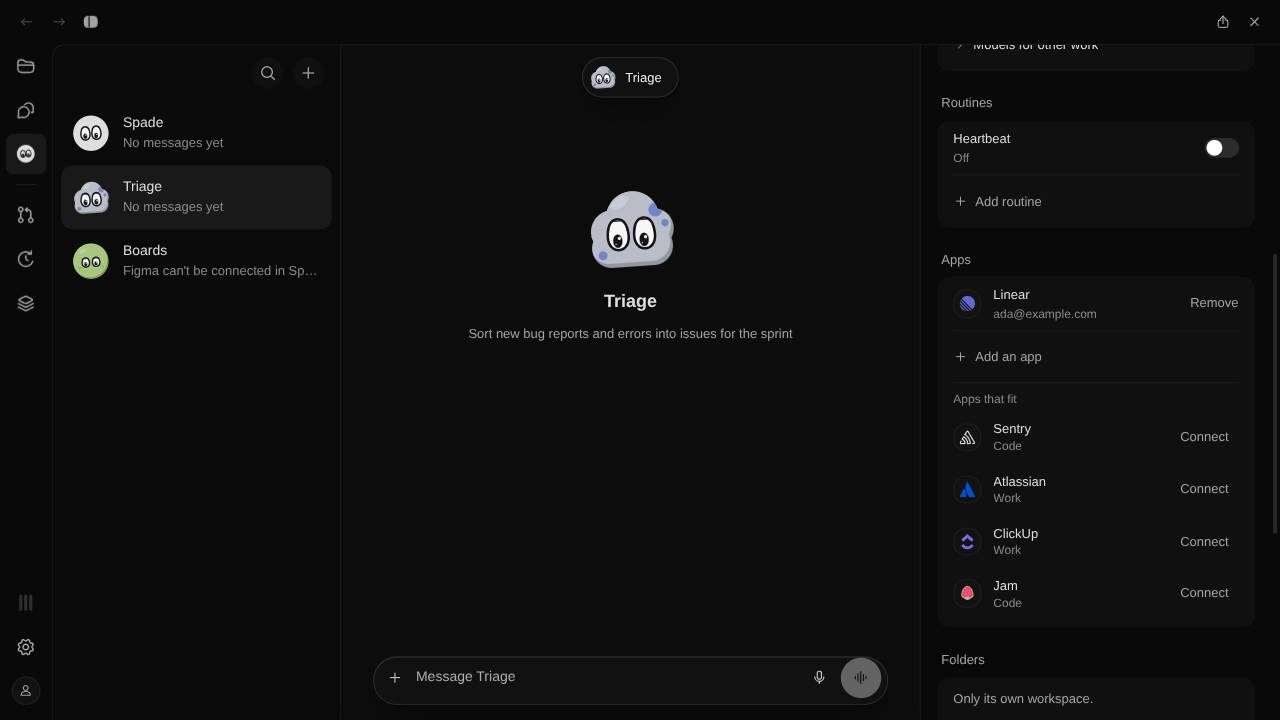 Spade
No messages yet
Triage
No messages yet
Boards
Figma can't be connected in Sp…
Triage
Triage
Sort new bug reports and errors into issues for the sprint
Message Triage
Models for other work
Routines
Heartbeat
Off
Add routine
Apps
Linear
ada@example.com
Remove
Add an app
Apps that fit
Sentry
Code
Connect
Atlassian
Work
Connect
ClickUp
Work
Connect
Jam
Code
Connect
Folders
Only its own workspace.